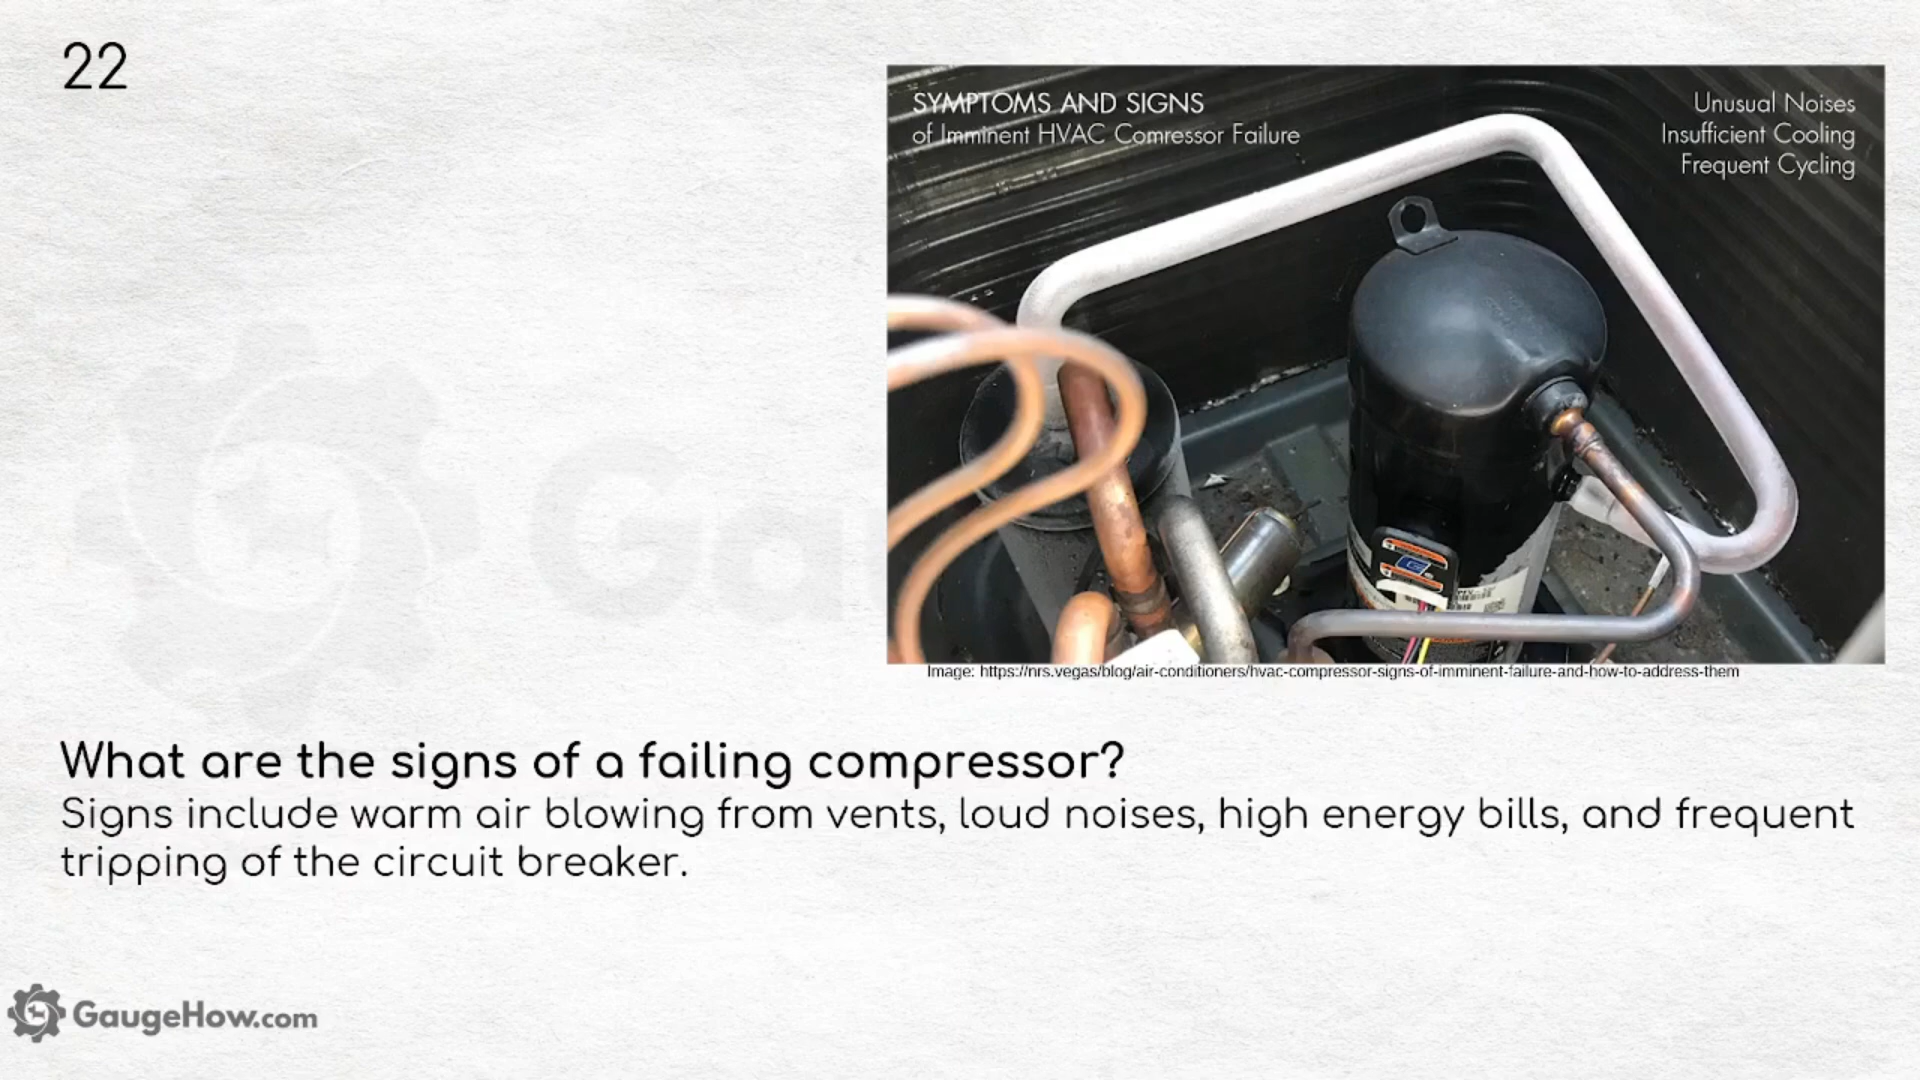 22
SYMPTOMS AND SIGNS
of Imminent HVAC Comressor Failure
Unusual Noises
Insufficient Cooling
Frequent Cycling
Image: https://nrs.vegas/blog/air-conditioners/hvac-compressor-signs-of-imminent-failure-and-how-to-address-them
What are the signs of a failing compressor?
Signs include warm air blowing from vents, loud noises, high energy bills, and frequent
tripping of the circuit breaker.
GaugeHow.com